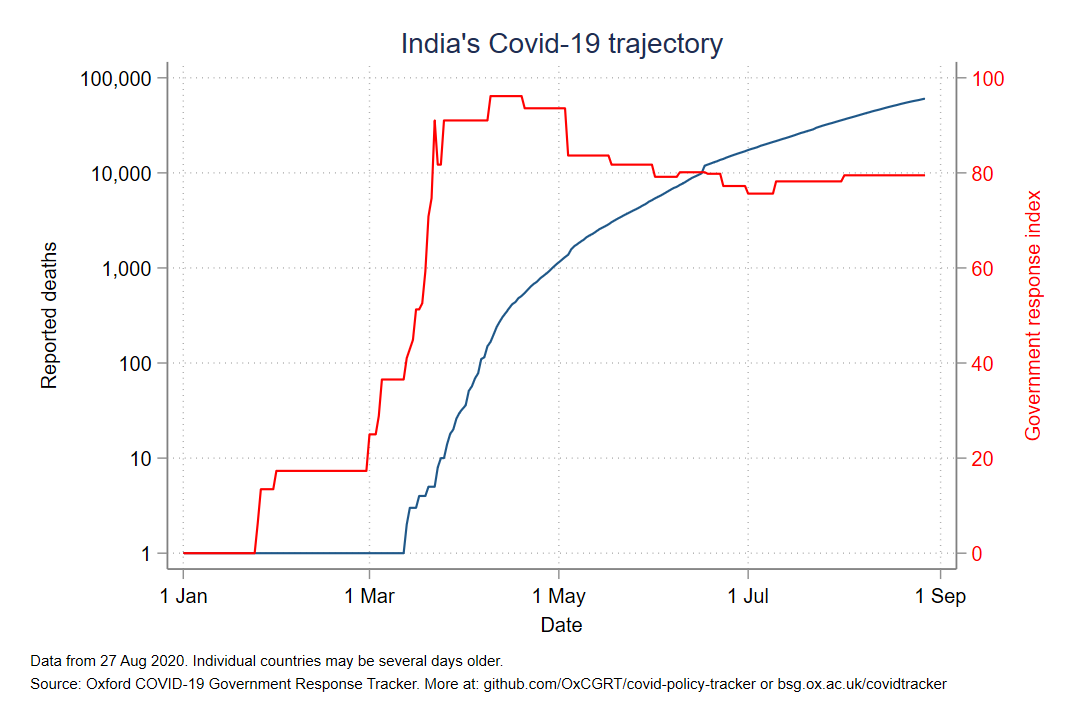 India's Covid-19 trajectory
100,000
10,000
1,000
100
10
1
Reported deaths
100
80
60
40
20
0
Government response index
1 Jan
1 Mar
1 May
1 Jul
1 Sep
Date
Data from 27 Aug 2020. Individual countries may be several days older.
Source: Oxford COVID-19 Government Response Tracker. More at: github.com/OxCGRT/covid-policy-tracker or bsg.ox.ac.uk/covidtracker